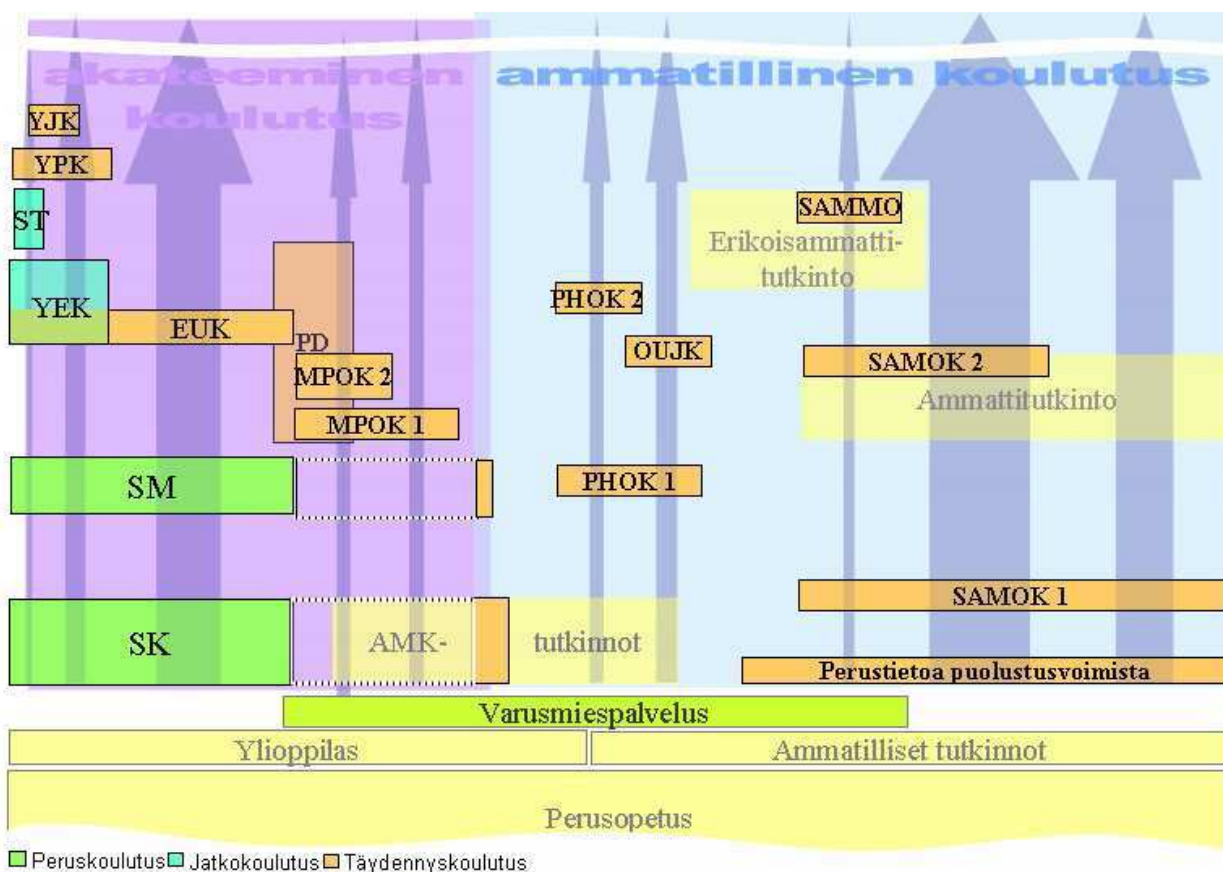 akateeminen
koulutus
ammatillinen koulutus
YJK
YPK
ST
SAMMO
Erikoisammatti-
tutkinto
YEK
EUK
PD
PHOK 2
OUJK
MPOK 2
SAMOK 2
Ammattitutkinto
MPOK 1
SM
PHOK 1
SAMOK 1
SK
AMK-
tutkinnot
Perustietoa puolustusvoimista
Varusmiespalvelus
Ylioppilas
Ammatilliset tutkinnot
Perusopetus
Peruskoulutus Jatkokoulutus Täydennyskoulutus